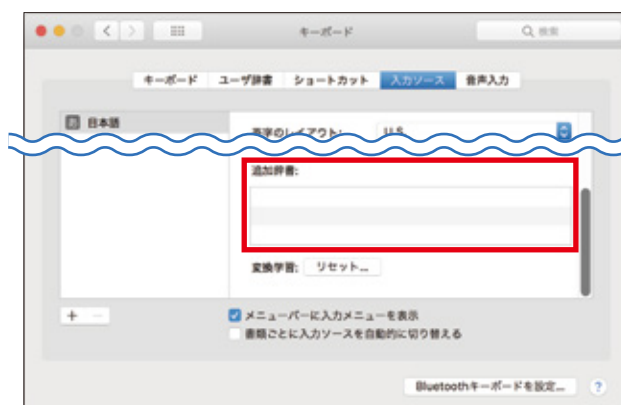 キーボード
検索
キーボード ユーザ辞書 ショートカット 入力ソース 音声入力
あ 日本語
英字のレイアウト: U.S.
追加辞書:
変換学習: リセット...
+ −
メニューバーに入力メニューを表示
書類ごとに入力ソースを自動的に切り替える
Bluetoothキーボードを設定... ?